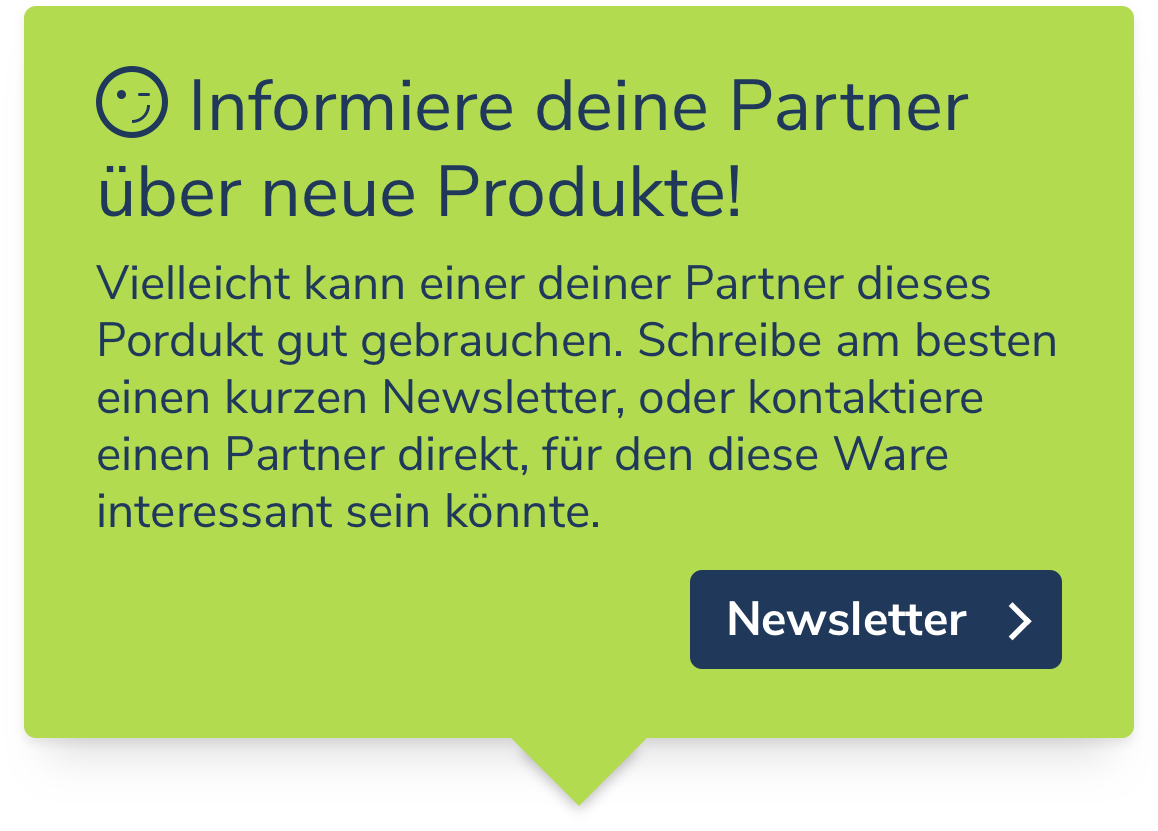 Informiere deine Partner
über neue Produkte!
Vielleicht kann einer deiner Partner dieses
Pordukt gut gebrauchen. Schreibe am besten
einen kurzen Newsletter, oder kontaktiere
einen Partner direkt, für den diese Ware
interessant sein könnte.
Newsletter